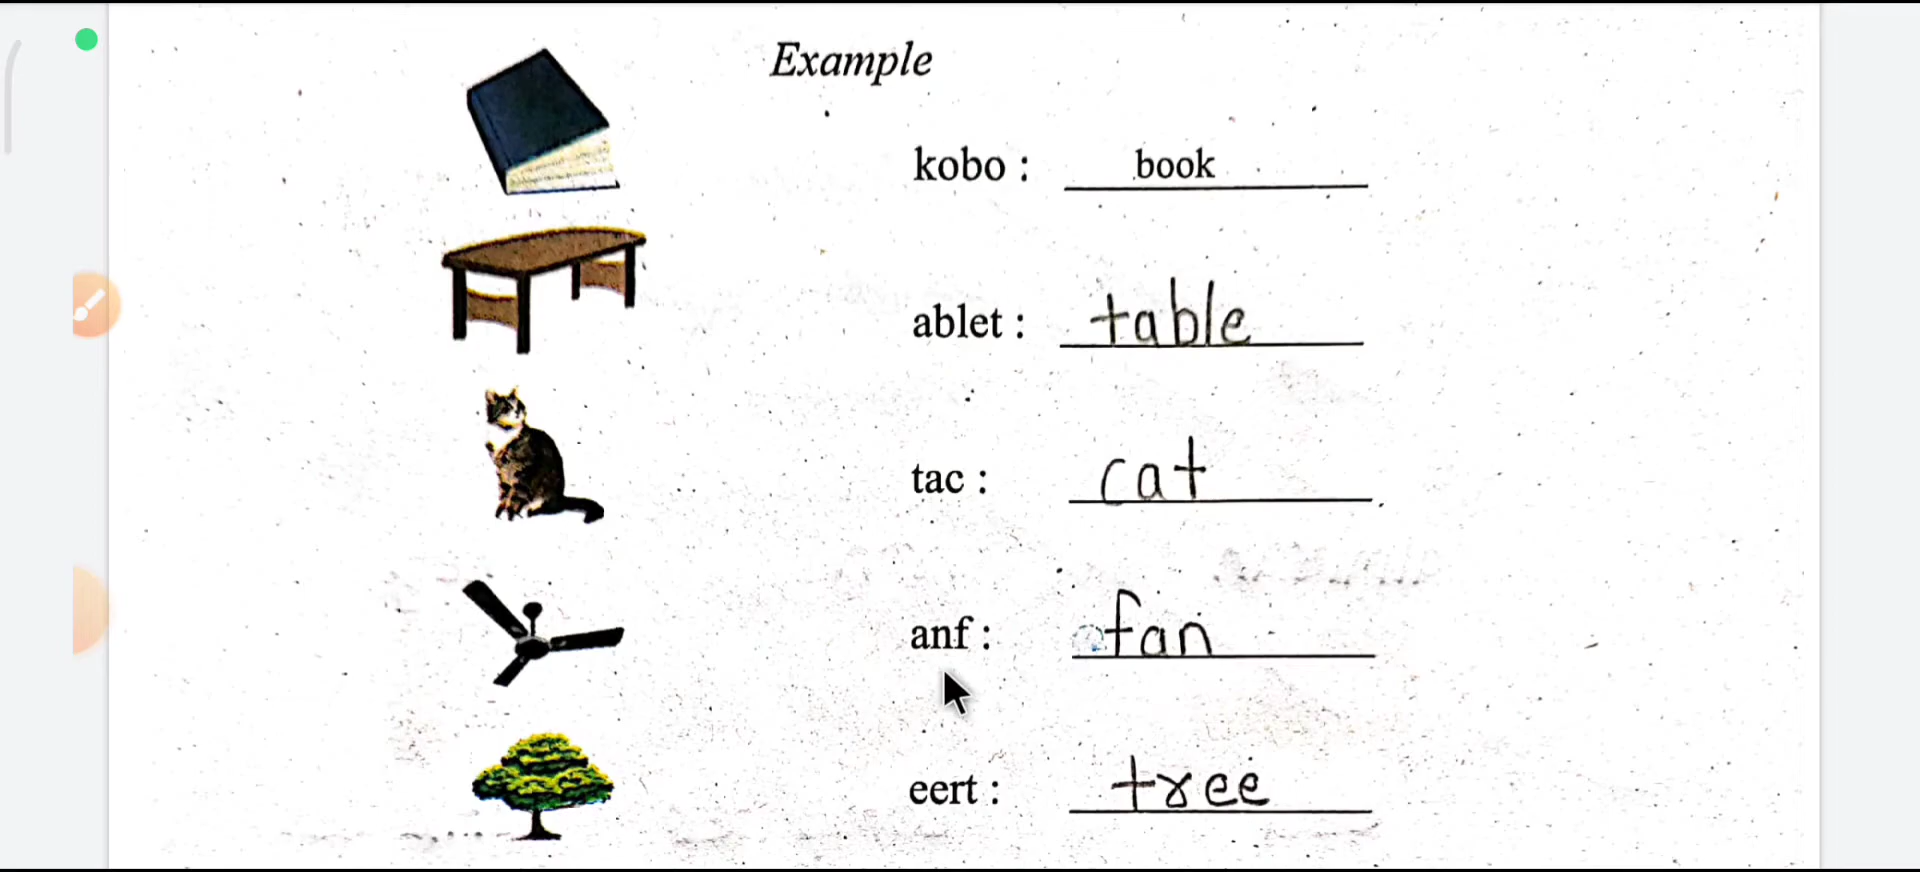 Example
kobo : book
ablet : table
tac : cat
anf : fan
eert : tree